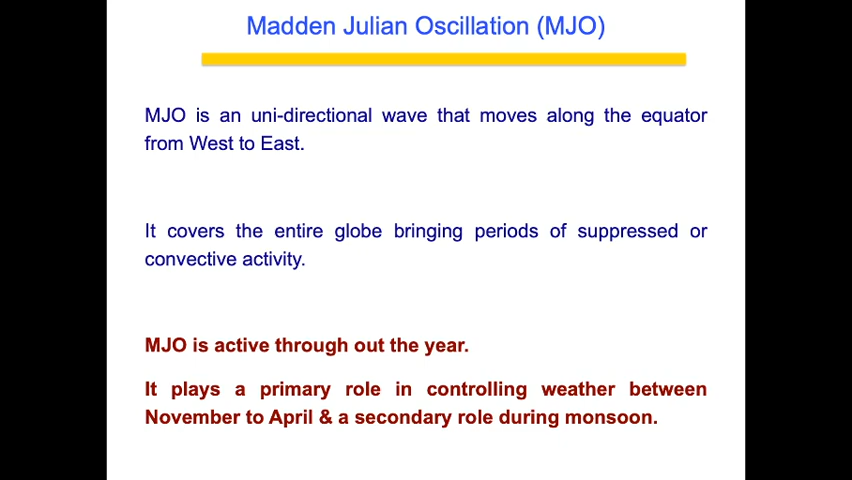 Madden Julian Oscillation (MJO)
MJO is an uni-directional wave that moves along the equator
from West to East.
It covers the entire globe bringing periods of suppressed or
convective activity.
MJO is active through out the year.
It plays a primary role in controlling weather between
November to April & a secondary role during monsoon.